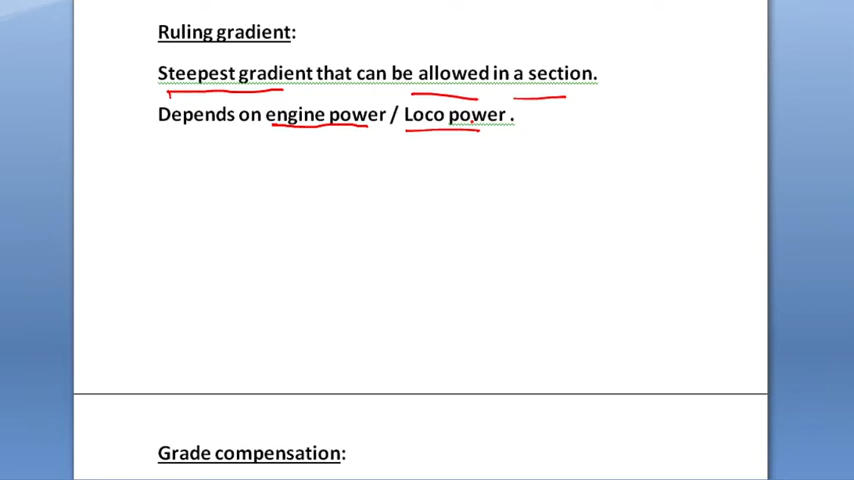 Ruling gradient:
Steepest gradient that can be allowed in a section.
Depends on engine power / Loco power .
Grade compensation: